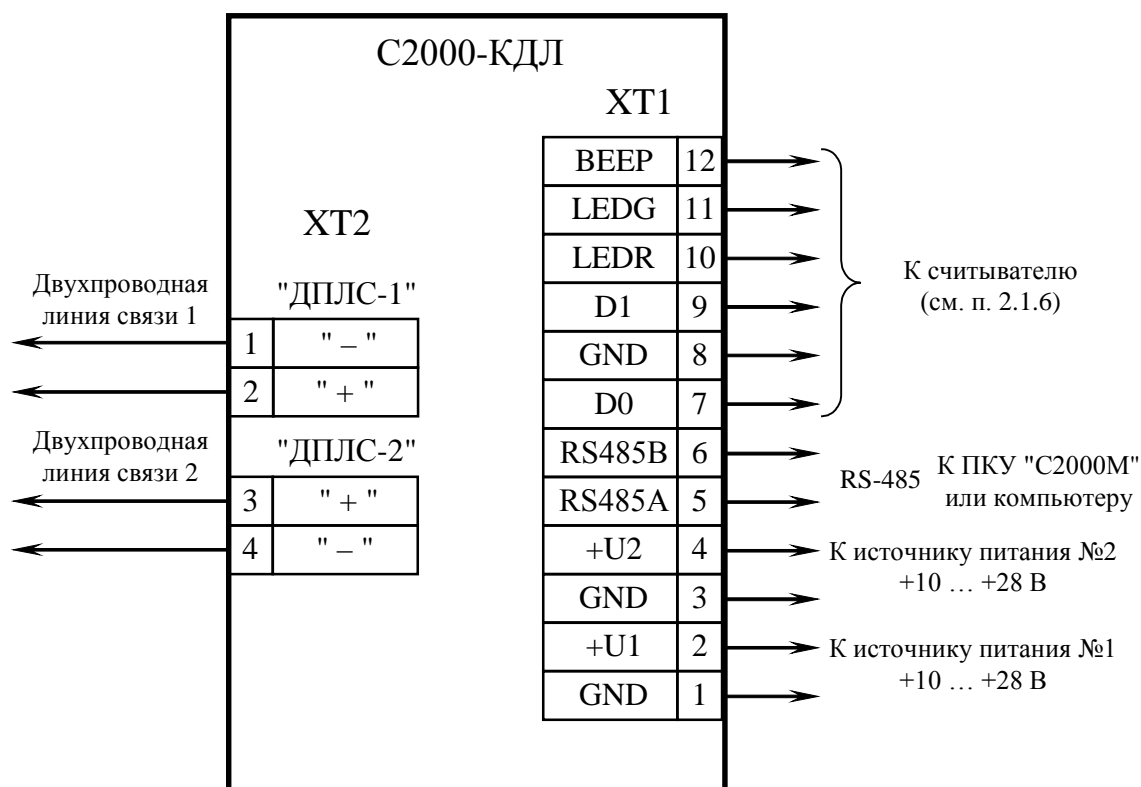 С2000-КДЛ
XT1
BEEP 12
LEDG 11
LEDR 10
D1 9
GND 8
D0 7
RS485B 6
RS485A 5
+U2 4
GND 3
+U1 2
GND 1
XT2
"ДПЛС-1"
1 " – "
2 " + "
"ДПЛС-2"
3 " + "
4 " – "
Двухпроводная
линия связи 1
Двухпроводная
линия связи 2
К считывателю
(см. п. 2.1.6)
RS-485
К ПКУ "С2000М"
или компьютеру
К источнику питания №2
+10 … +28 В
К источнику питания №1
+10 … +28 В